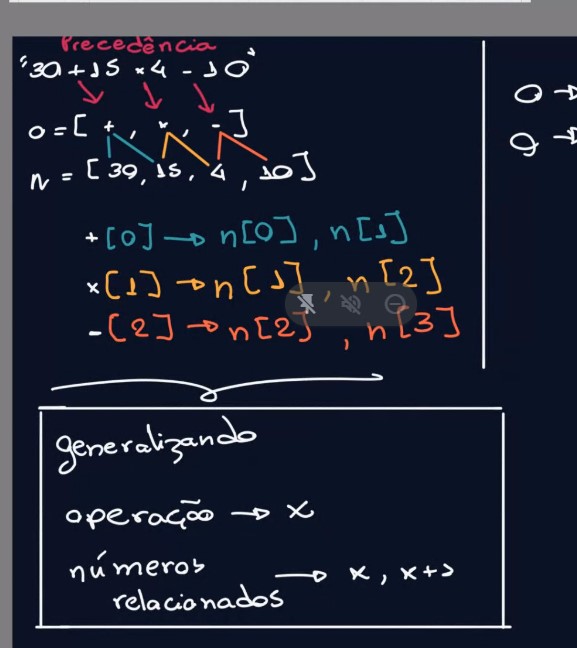 Precedência
"30 + 15 × 4 - 10"
o = [ +, ×, - ]
n = [ 30, 15, 4, 10 ]
+ [0] → n[0], n[1]
× [1] → n[1], n[2]
- [2] → n[2], n[3]
generalizando
operação → x
números → x, x+1
relacionados